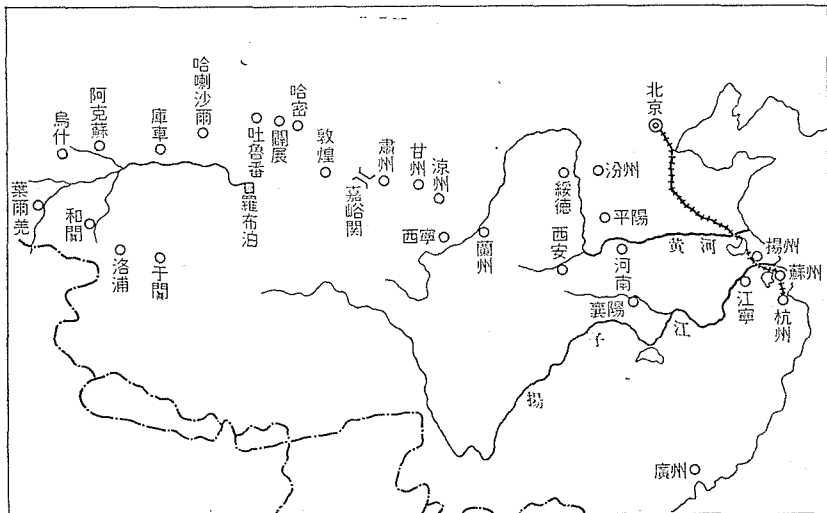 北京
哈喇沙爾
哈密
阿克蘇
庫車
烏什
吐魯番
闢展
敦煌
嘉峪関
肅州
甘州
涼州
綏徳
汾州
平陽
葉爾羌
和闐
羅布泊
西寧
蘭州
西安
河南
黄河
揚州
蘇州
洛浦
于闐
襄陽
江寧
杭州
揚子江
廣州